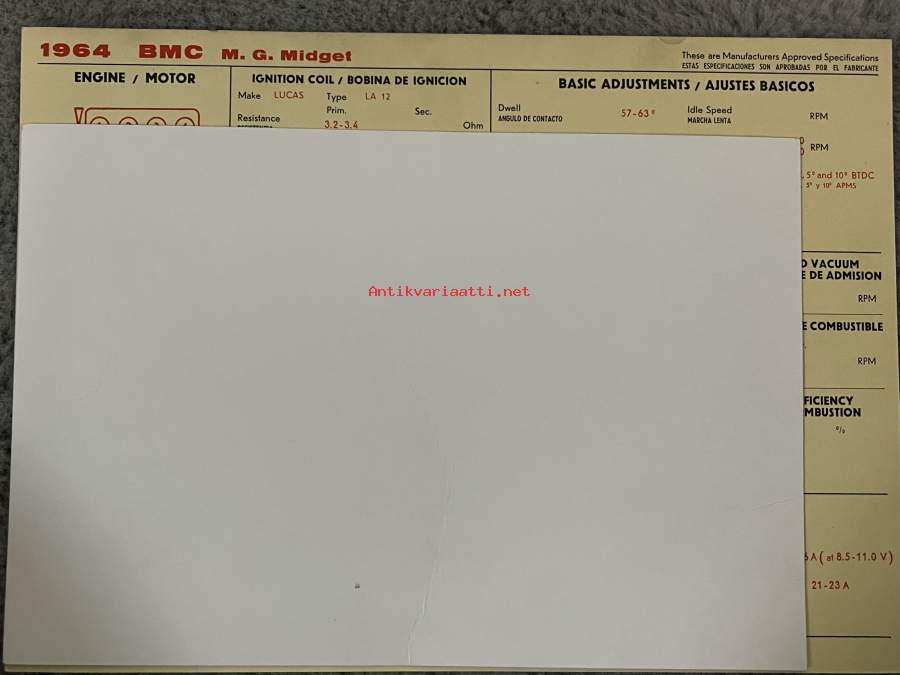 1964 BMC M. G. Midget
These are Manufacturers Approved Specifications
ESTAS ESPECIFICACIONES SON APROBADAS POR EL FABRICANTE
ENGINE / MOTOR
IGNITION COIL / BOBINA DE IGNICION
Make LUCAS Type LA 12
Prim. Sec.
Resistance
3.2-3.4 Ohm
BASIC ADJUSTMENTS / AJUSTES BASICOS
Dwell 57-63° Idle Speed RPM
ANGULO DE CONTACTO MARCHA LENTA
RPM
5° and 10° BTDC
5° y 10° APMS
D VACUUM
E DE ADMISION
RPM
E COMBUSTIBLE
RPM
FICIENCY
MBUSTION
%
A (at 8.5-11.0 V)
21-23 A
Antikvariaatti.net